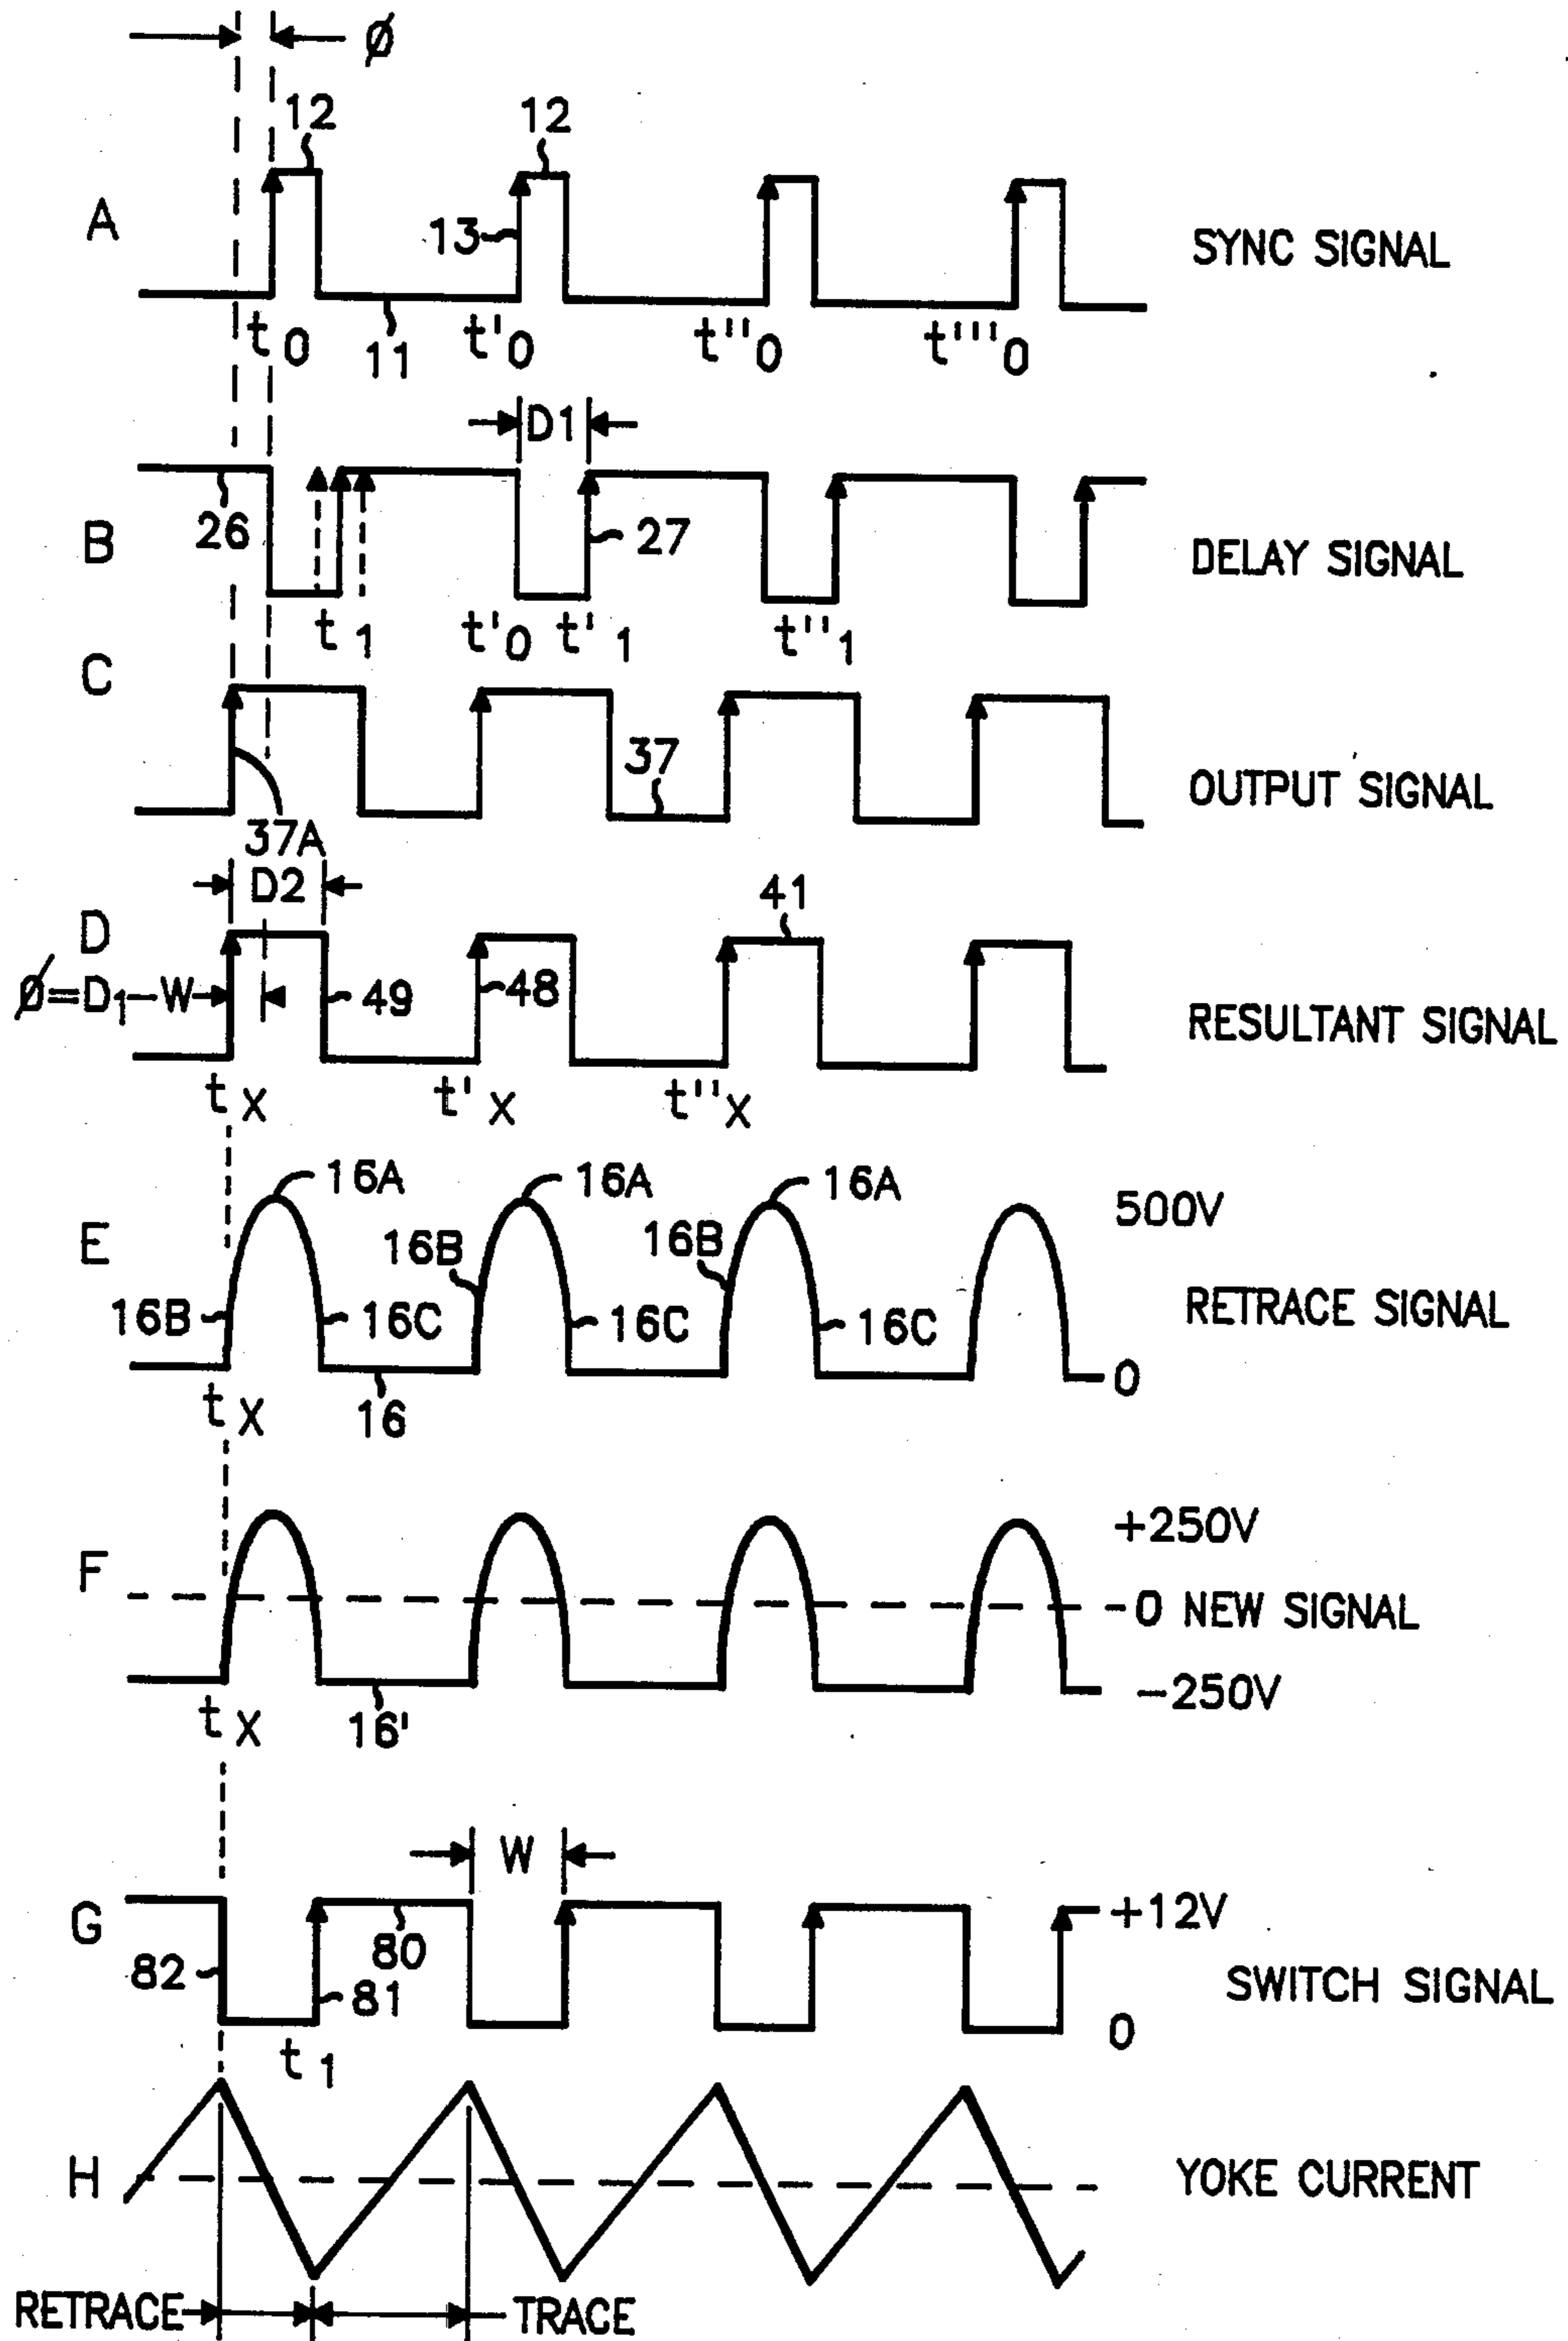 Ø
12
12
A
13
SYNC SIGNAL
t0
11
t'0
t''0
t'''0
D1
26
27
B
DELAY SIGNAL
t1
t'0
t'1
t''1
C
37
OUTPUT SIGNAL
37A
D2
41
D
Ø=D1-W
49
48
RESULTANT SIGNAL
tX
t'X
t''X
16A
16A
16A
500V
E
16B
16B
16B
16C
16C
16C
RETRACE SIGNAL
0
tX
16
+250V
F
0 NEW SIGNAL
-250V
tX
16'
W
G
+12V
80
82
81
SWITCH SIGNAL
0
t1
H
YOKE CURRENT
RETRACE
TRACE